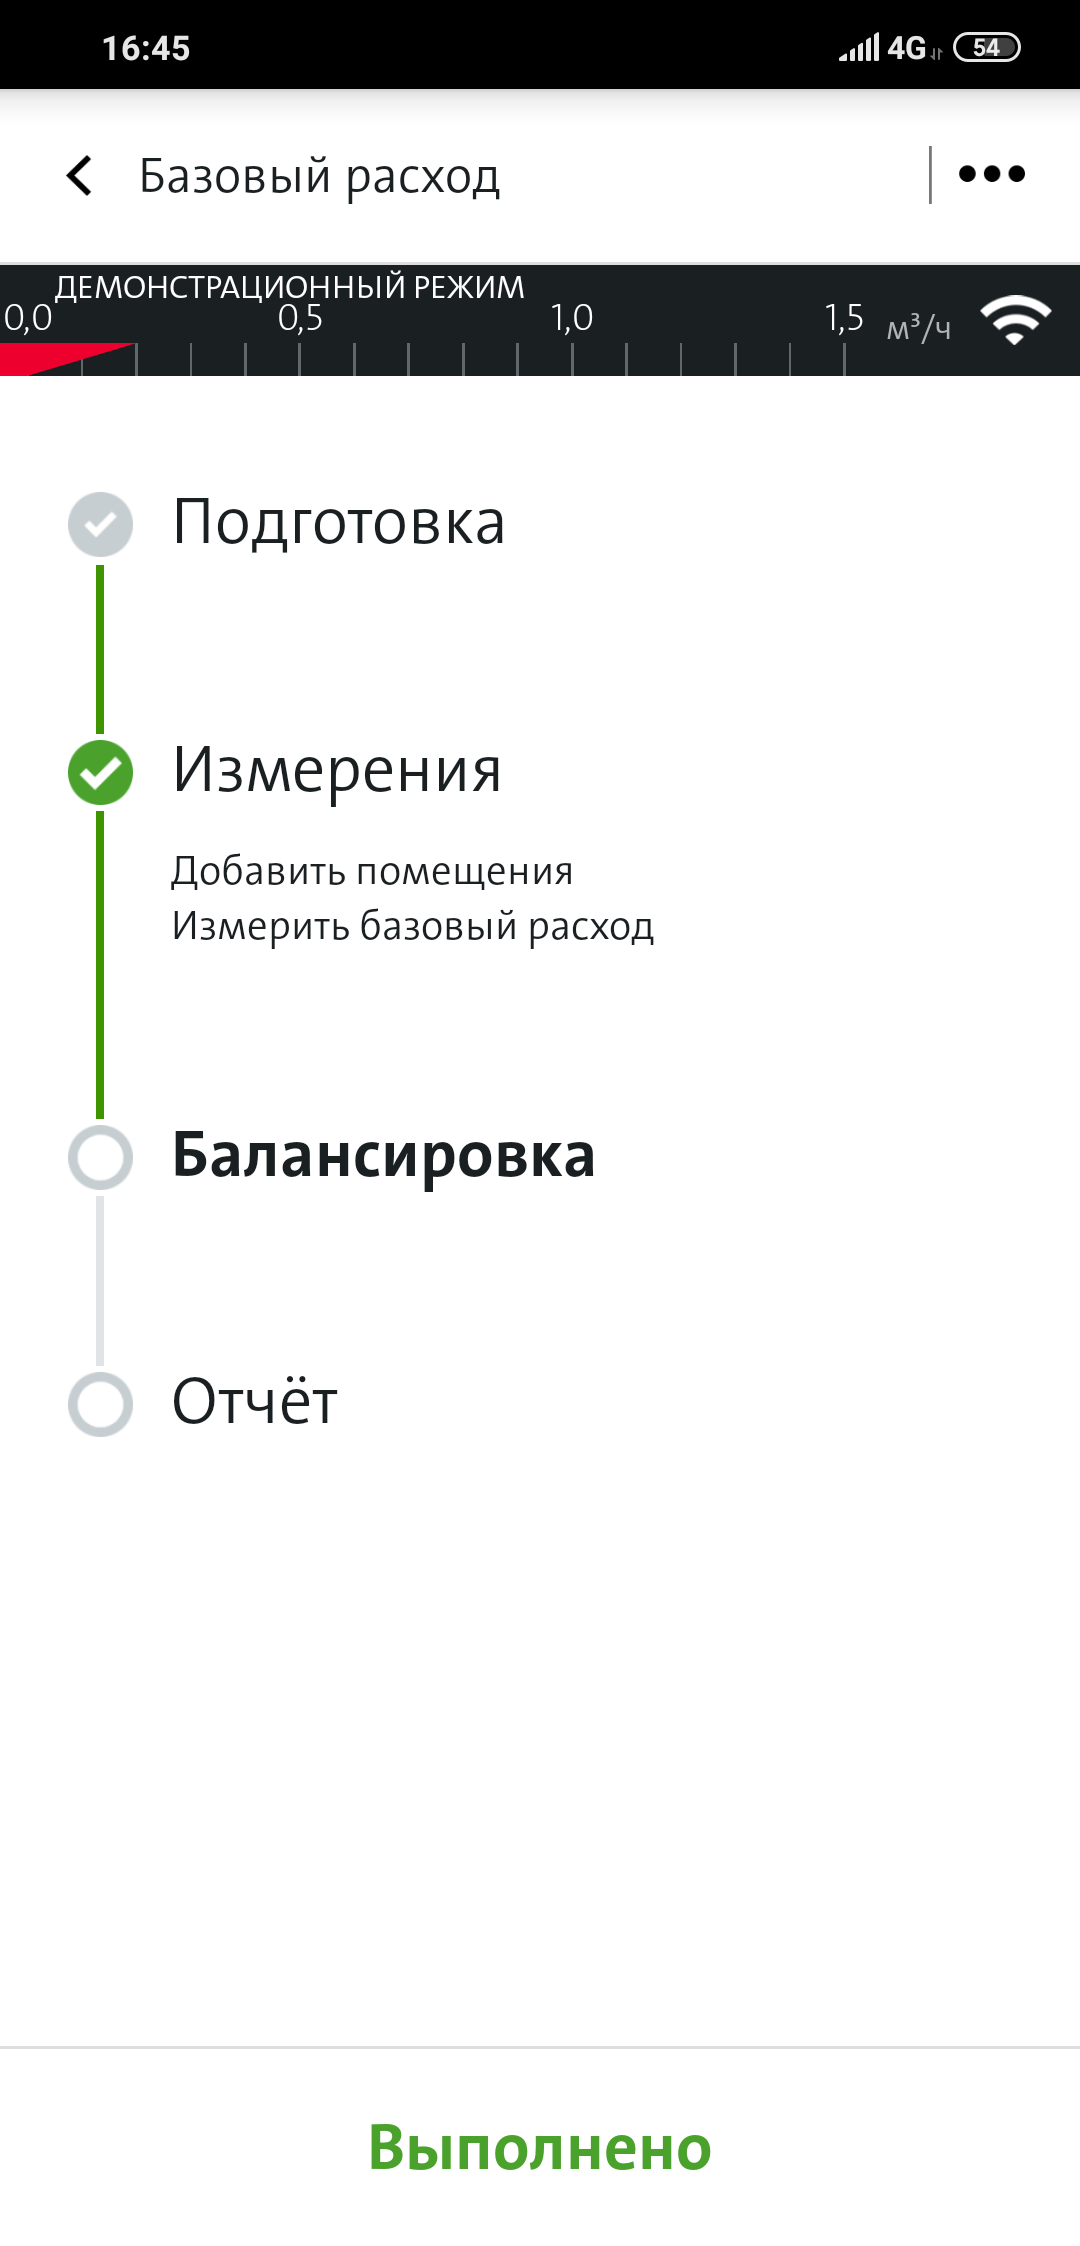 16:45
4G 54
Базовый расход
ДЕМОНСТРАЦИОННЫЙ РЕЖИМ
0,0 0,5 1,0 1,5 м³/ч
Подготовка
Измерения
Добавить помещения
Измерить базовый расход
Балансировка
Отчёт
Выполнено